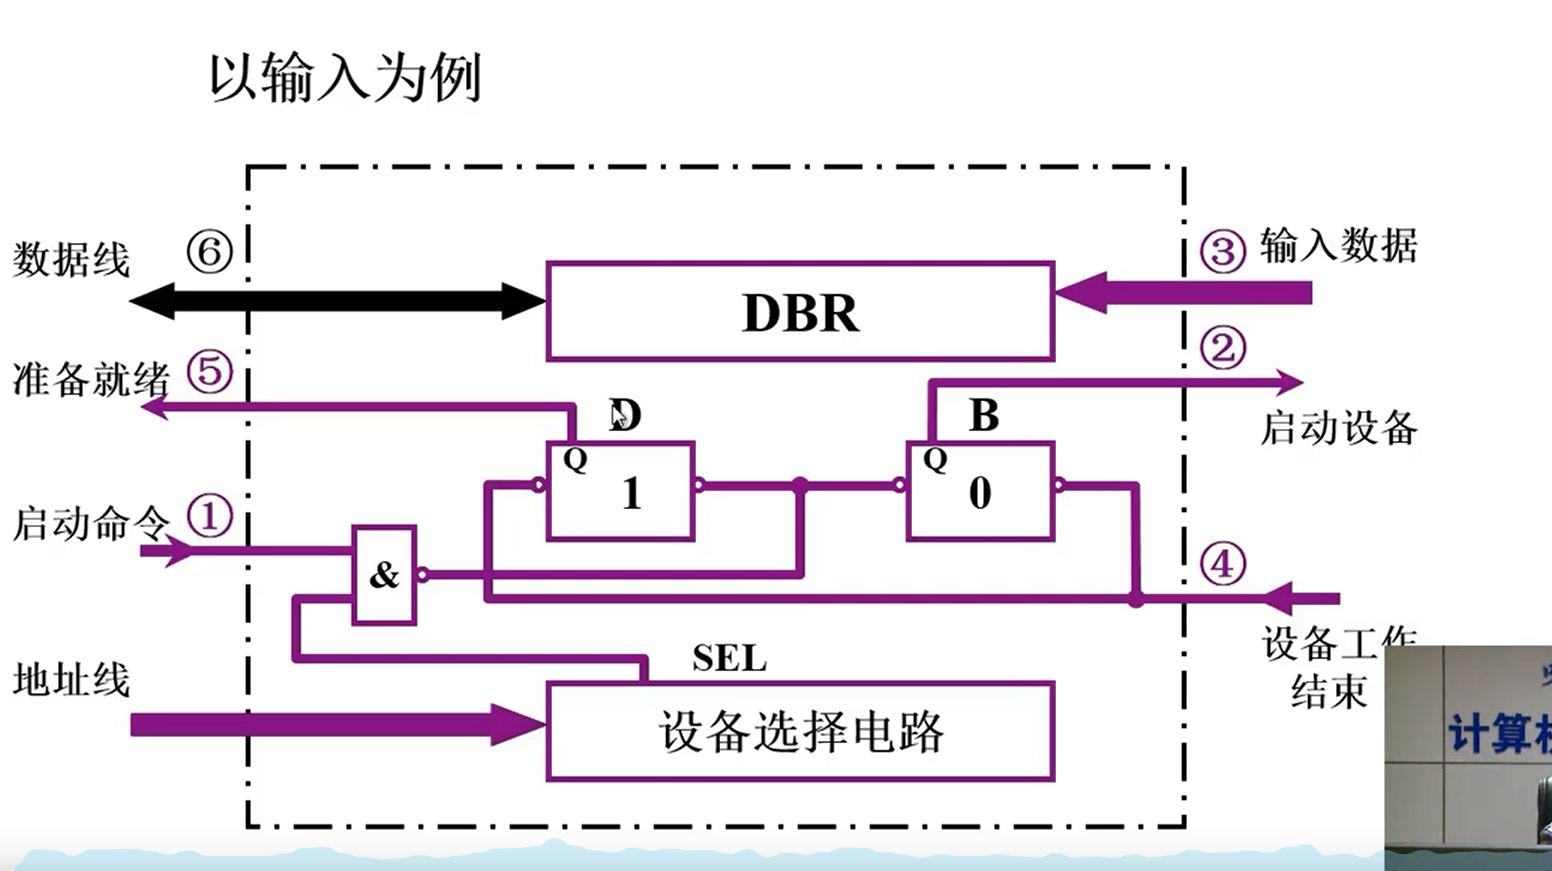 以输入为例
数据线
⑥
③
输入数据
DBR
②
准备就绪
⑤
D
B
启动设备
Q
1
Q
0
启动命令
①
&
④
设备工作
结束
SEL
地址线
设备选择电路
计算